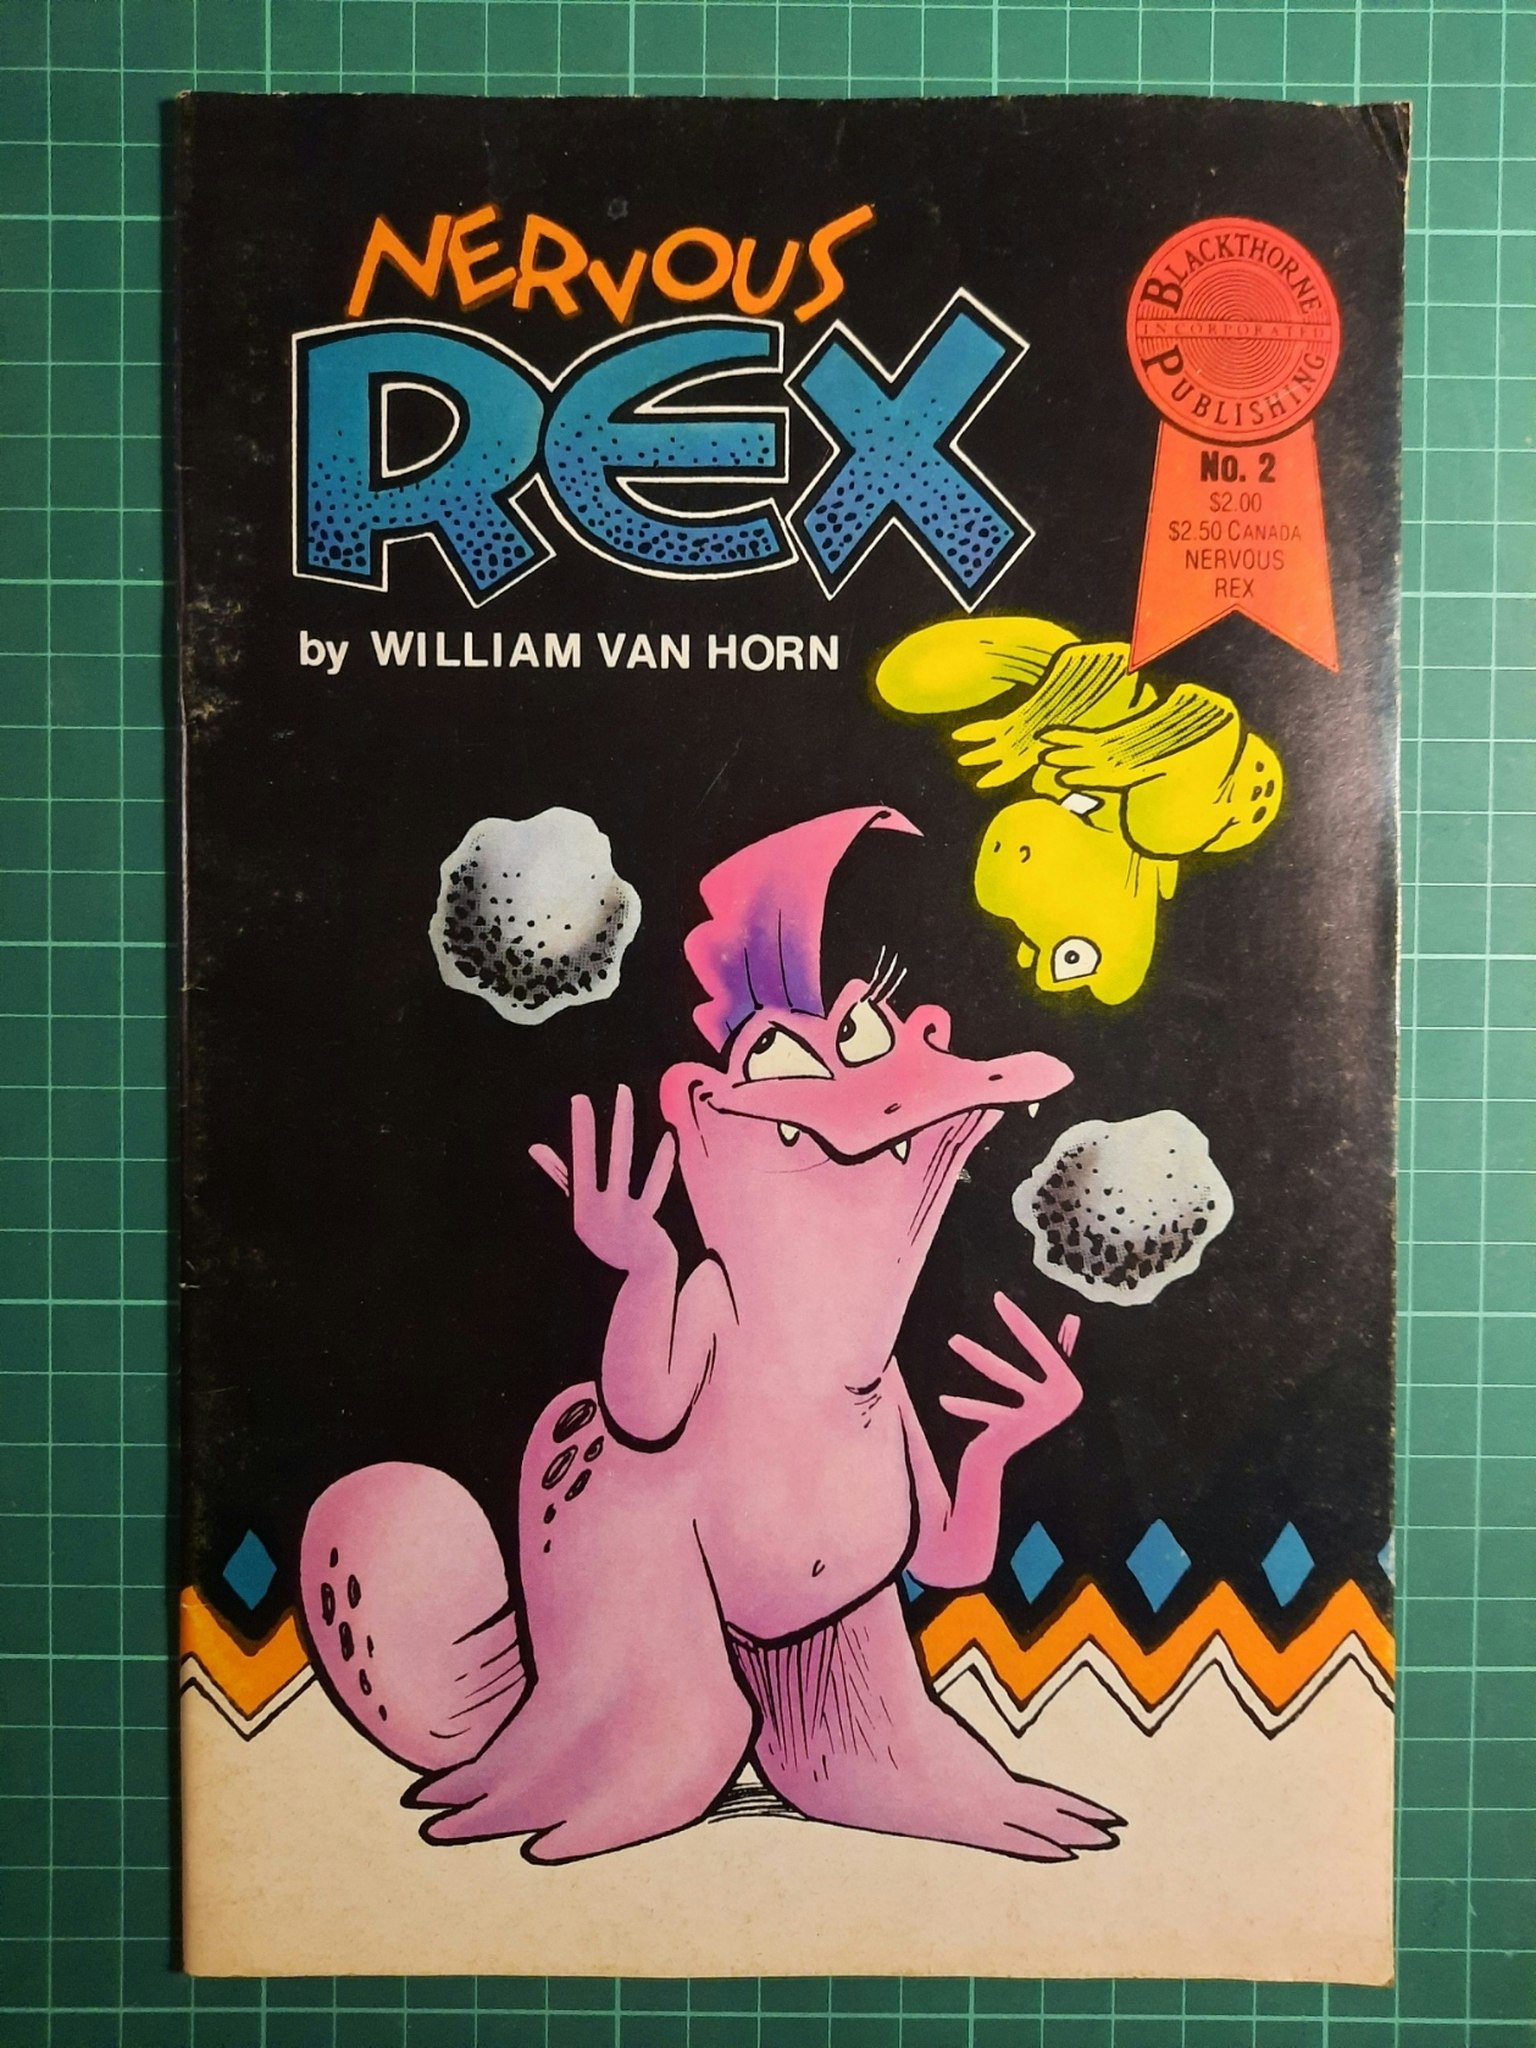 NERVOUS
REX
by WILLIAM VAN HORN
BLACKTHORNE
INCORPORATED
PUBLISHING
NO. 2
$2.00
$2.50 CANADA
NERVOUS
REX